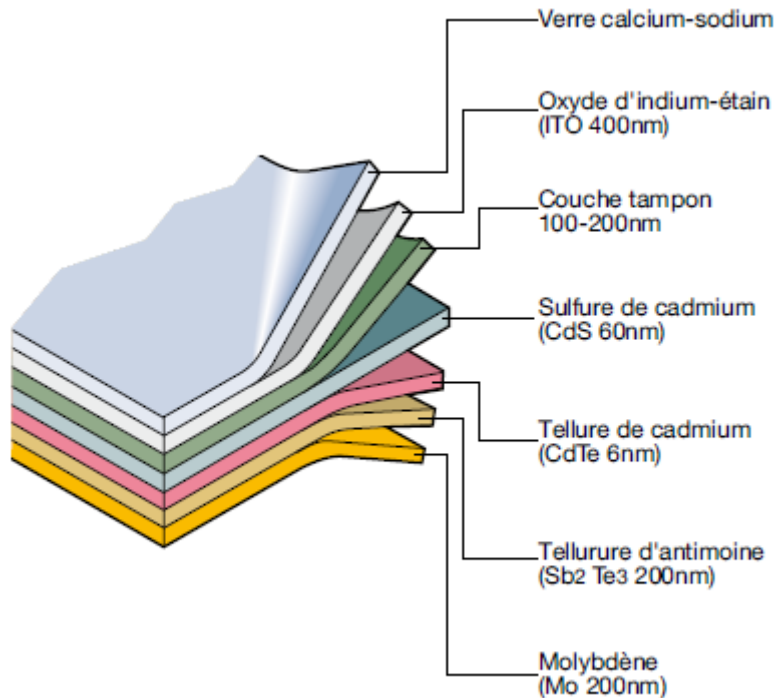 Verre calcium-sodium
Oxyde d'indium-étain
(ITO 400nm)
Couche tampon
100-200nm
Sulfure de cadmium
(CdS 60nm)
Tellure de cadmium
(CdTe 6nm)
Tellurure d'antimoine
(Sb2 Te3 200nm)
Molybdène
(Mo 200nm)